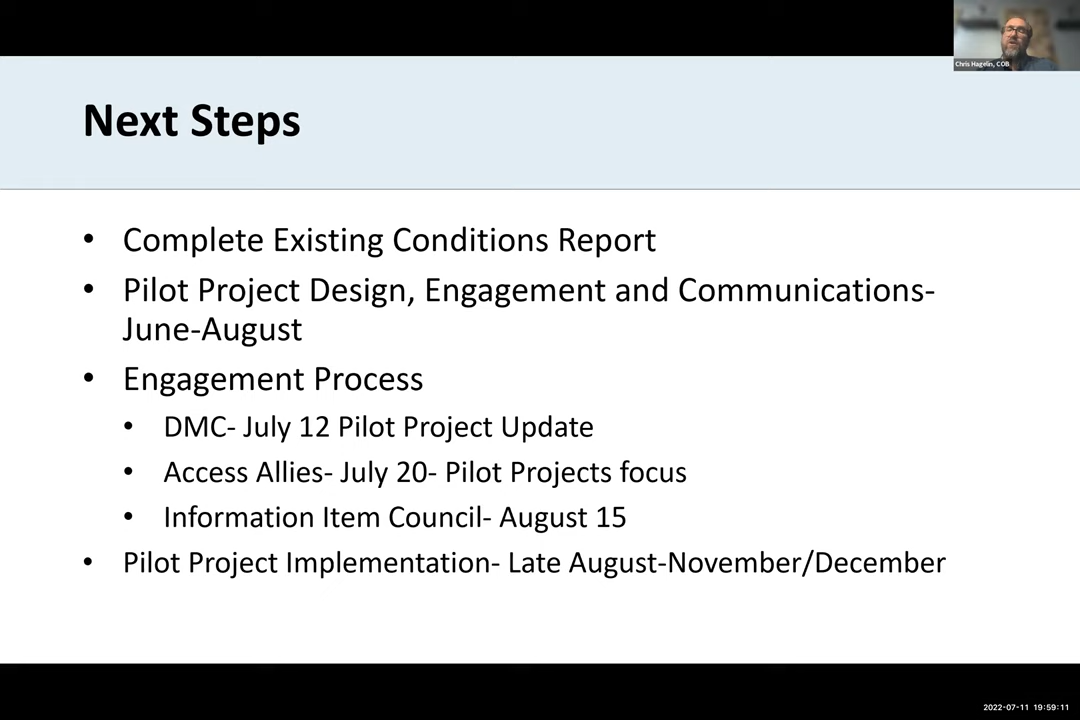 Chris Hagelin, COB
Next Steps
• Complete Existing Conditions Report
• Pilot Project Design, Engagement and Communications-
June-August
• Engagement Process
• DMC- July 12 Pilot Project Update
• Access Allies- July 20- Pilot Projects focus
• Information Item Council- August 15
• Pilot Project Implementation- Late August-November/December
2022-07-11 19:59:11